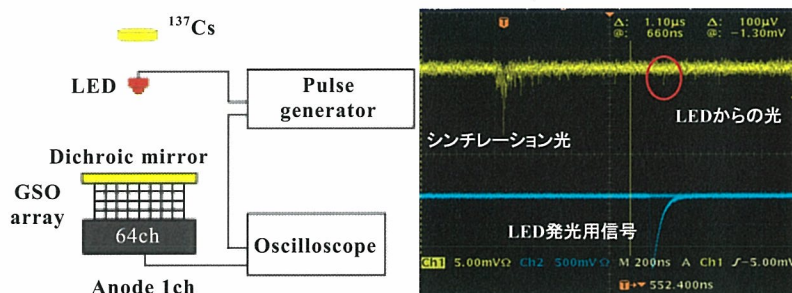 ¹³⁷Cs
LED
Pulse
generator
Dichroic mirror
GSO
array
64ch
Oscilloscope
Anode 1ch
Δ: 1.10µs Δ: 100µV
@: 660ns @: −1.30mV
シンチレーション光
LEDからの光
LED発光用信号
Ch1 5.00mVΩ Ch2 500mVΩ M 200ns A Ch1 ∫−5.00mV
T→▼ 552.400ns